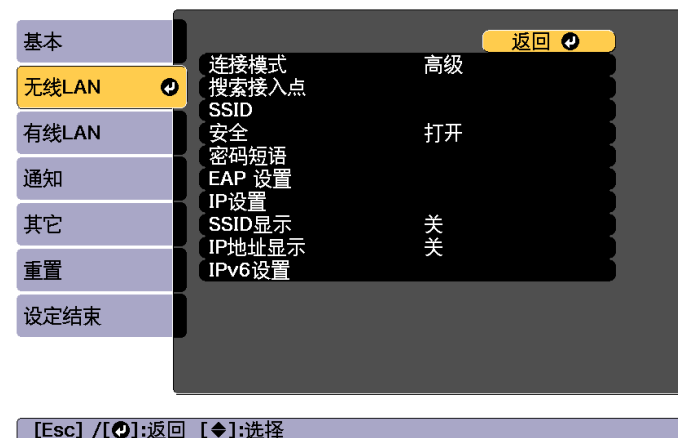 基本
无线LAN
有线LAN
通知
其它
重置
设定结束
返回
连接模式 高级
搜索接入点
SSID
安全 打开
密码短语
EAP 设置
IP设置
SSID显示 关
IP地址显示 关
IPv6设置
[Esc] /[⏎]:返回 [◆]:选择